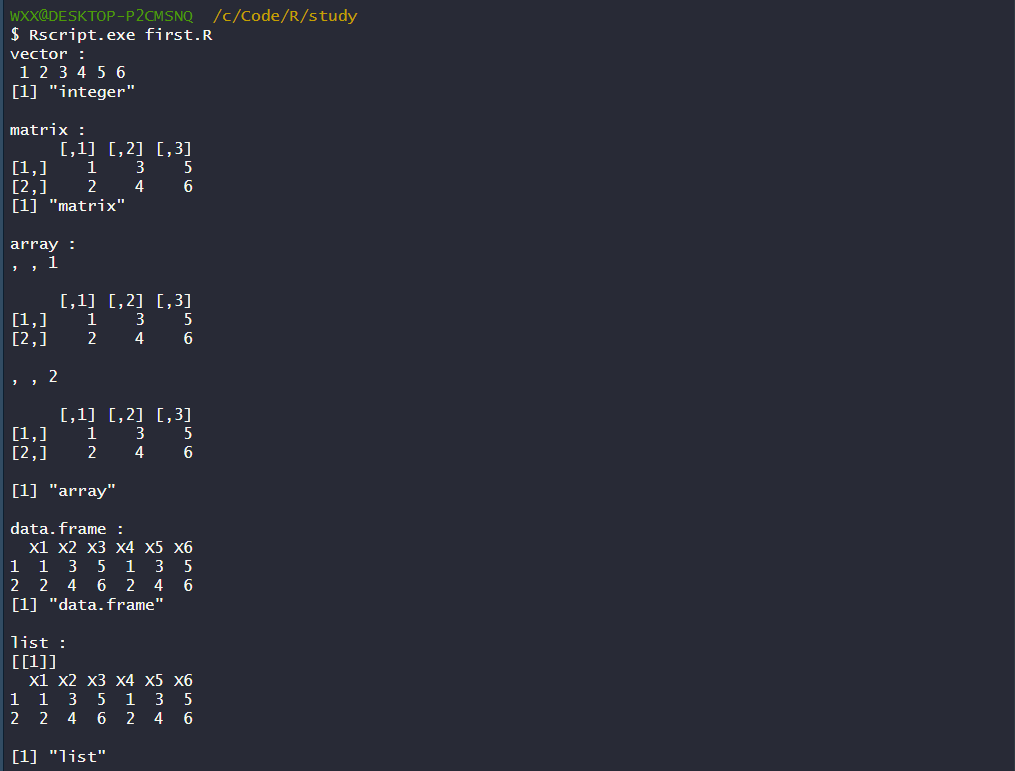 WXX@DESKTOP-P2CMSNQ  /c/Code/R/study
$ Rscript.exe first.R
vector :
 1 2 3 4 5 6
[1] "integer"

matrix :
     [,1] [,2] [,3]
[1,]    1    3    5
[2,]    2    4    6
[1] "matrix"

array :
, , 1

     [,1] [,2] [,3]
[1,]    1    3    5
[2,]    2    4    6

, , 2

     [,1] [,2] [,3]
[1,]    1    3    5
[2,]    2    4    6

[1] "array"

data.frame :
  X1 X2 X3 X4 X5 X6
1  1  3  5  1  3  5
2  2  4  6  2  4  6
[1] "data.frame"

list :
[[1]]
  X1 X2 X3 X4 X5 X6
1  1  3  5  1  3  5
2  2  4  6  2  4  6

[1] "list"